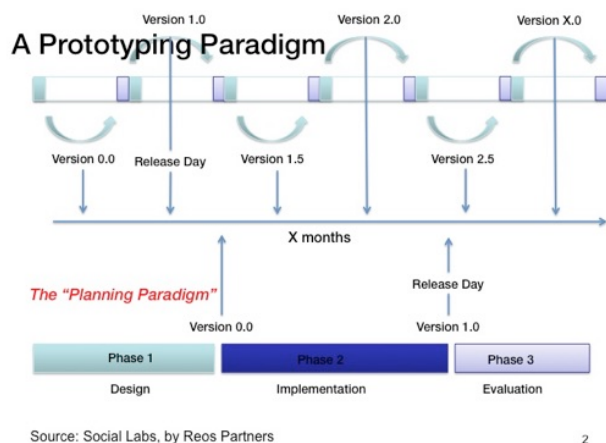 Version 1.0
Version 2.0
Version X.0
A Prototyping Paradigm
Version 0.0
Release Day
Version 1.5
Version 2.5
X months
The “Planning Paradigm”
Release Day
Version 0.0
Version 1.0
Phase 1
Phase 2
Phase 3
Design
Implementation
Evaluation
Source: Social Labs, by Reos Partners
2